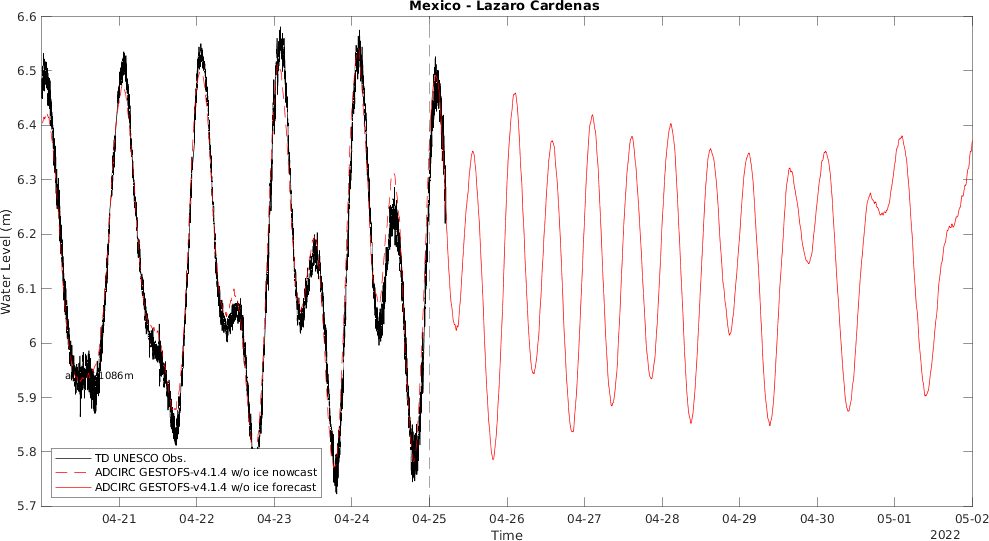 Mexico - Lazaro Cardenas
6.6
6.5
6.4
6.3
6.2
6.1
6
5.9
5.8
5.7
Water Level (m)
1086m
TD UNESCO Obs.
ADCIRC GESTOFS-v4.1.4 w/o ice nowcast
ADCIRC GESTOFS-v4.1.4 w/o ice forecast
04-21 04-22 04-23 04-24 04-25 04-26 04-27 04-28 04-29 04-30 05-01 05-02
Time
2022